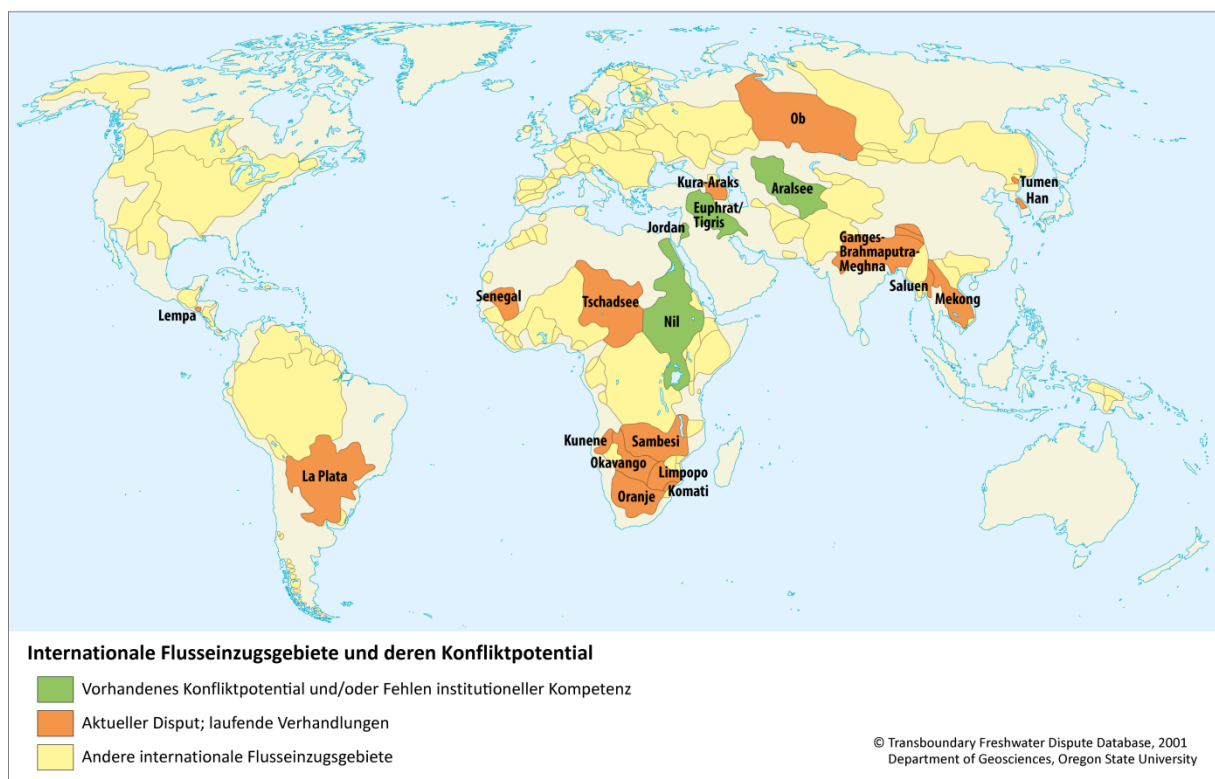 Ob
Kura-Araks
Aralsee
Tumen
Han
Euphrat/
Tigris
Jordan
Ganges-
Brahmaputra-
Meghna
Senegal
Tschadsee
Saluen
Mekong
Lempa
Nil
Kunene
Sambesi
Okavango
Limpopo
La Plata
Oranje
Komati
Internationale Flusseinzugsgebiete und deren Konfliktpotential
Vorhandenes Konfliktpotential und/oder Fehlen institutioneller Kompetenz
Aktueller Disput; laufende Verhandlungen
Andere internationale Flusseinzugsgebiete
© Transboundary Freshwater Dispute Database, 2001
Department of Geosciences, Oregon State University